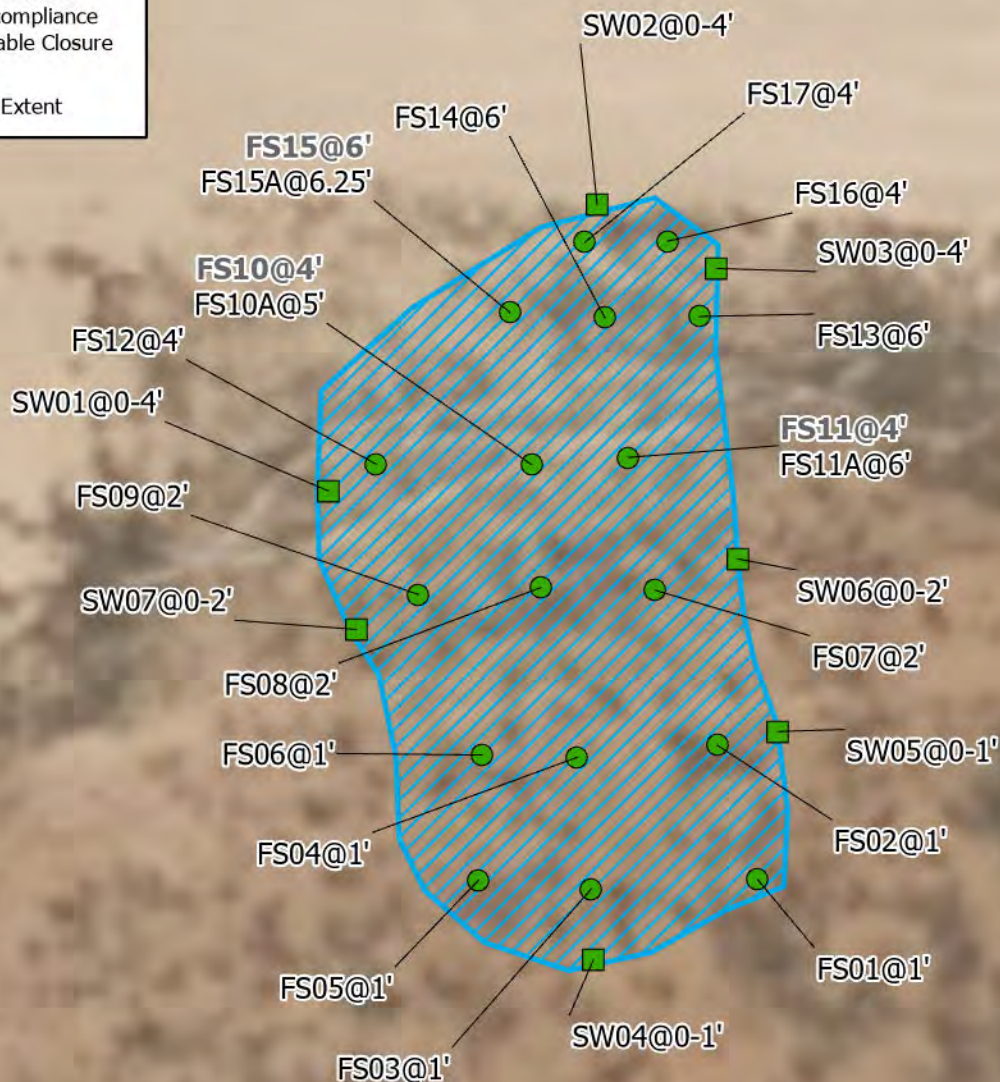 compliance
able Closure
Extent
SW02@0-4'
FS17@4'
FS14@6'
FS15@6'
FS15A@6.25'
FS16@4'
SW03@0-4'
FS10@4'
FS10A@5'
FS13@6'
FS12@4'
SW01@0-4'
FS11@4'
FS11A@6'
FS09@2'
SW06@0-2'
SW07@0-2'
FS07@2'
FS08@2'
FS06@1'
SW05@0-1'
FS02@1'
FS04@1'
FS01@1'
FS05@1'
SW04@0-1'
FS03@1'